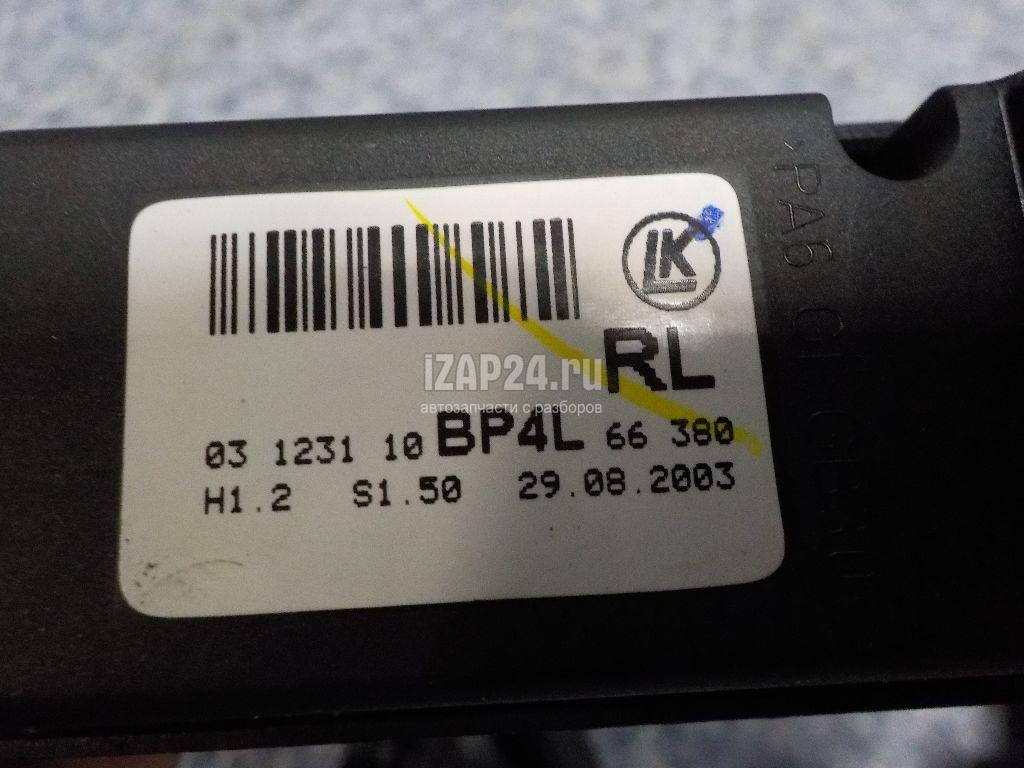 LK
RL
iZAP24.ru
автозапчасти с разборов
03 1231 10 BP4L 66 380
H1.2 S1.50 29.08.2003
>PA6